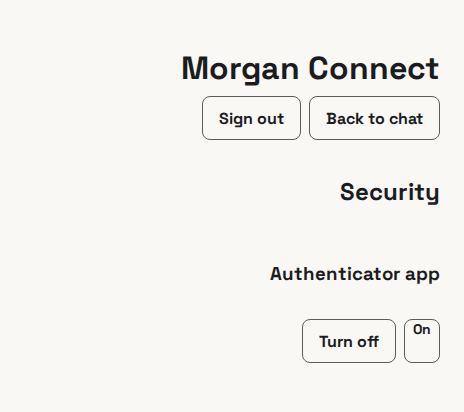 Morgan Connect
Sign out Back to chat
Security
Authenticator app
Turn off On